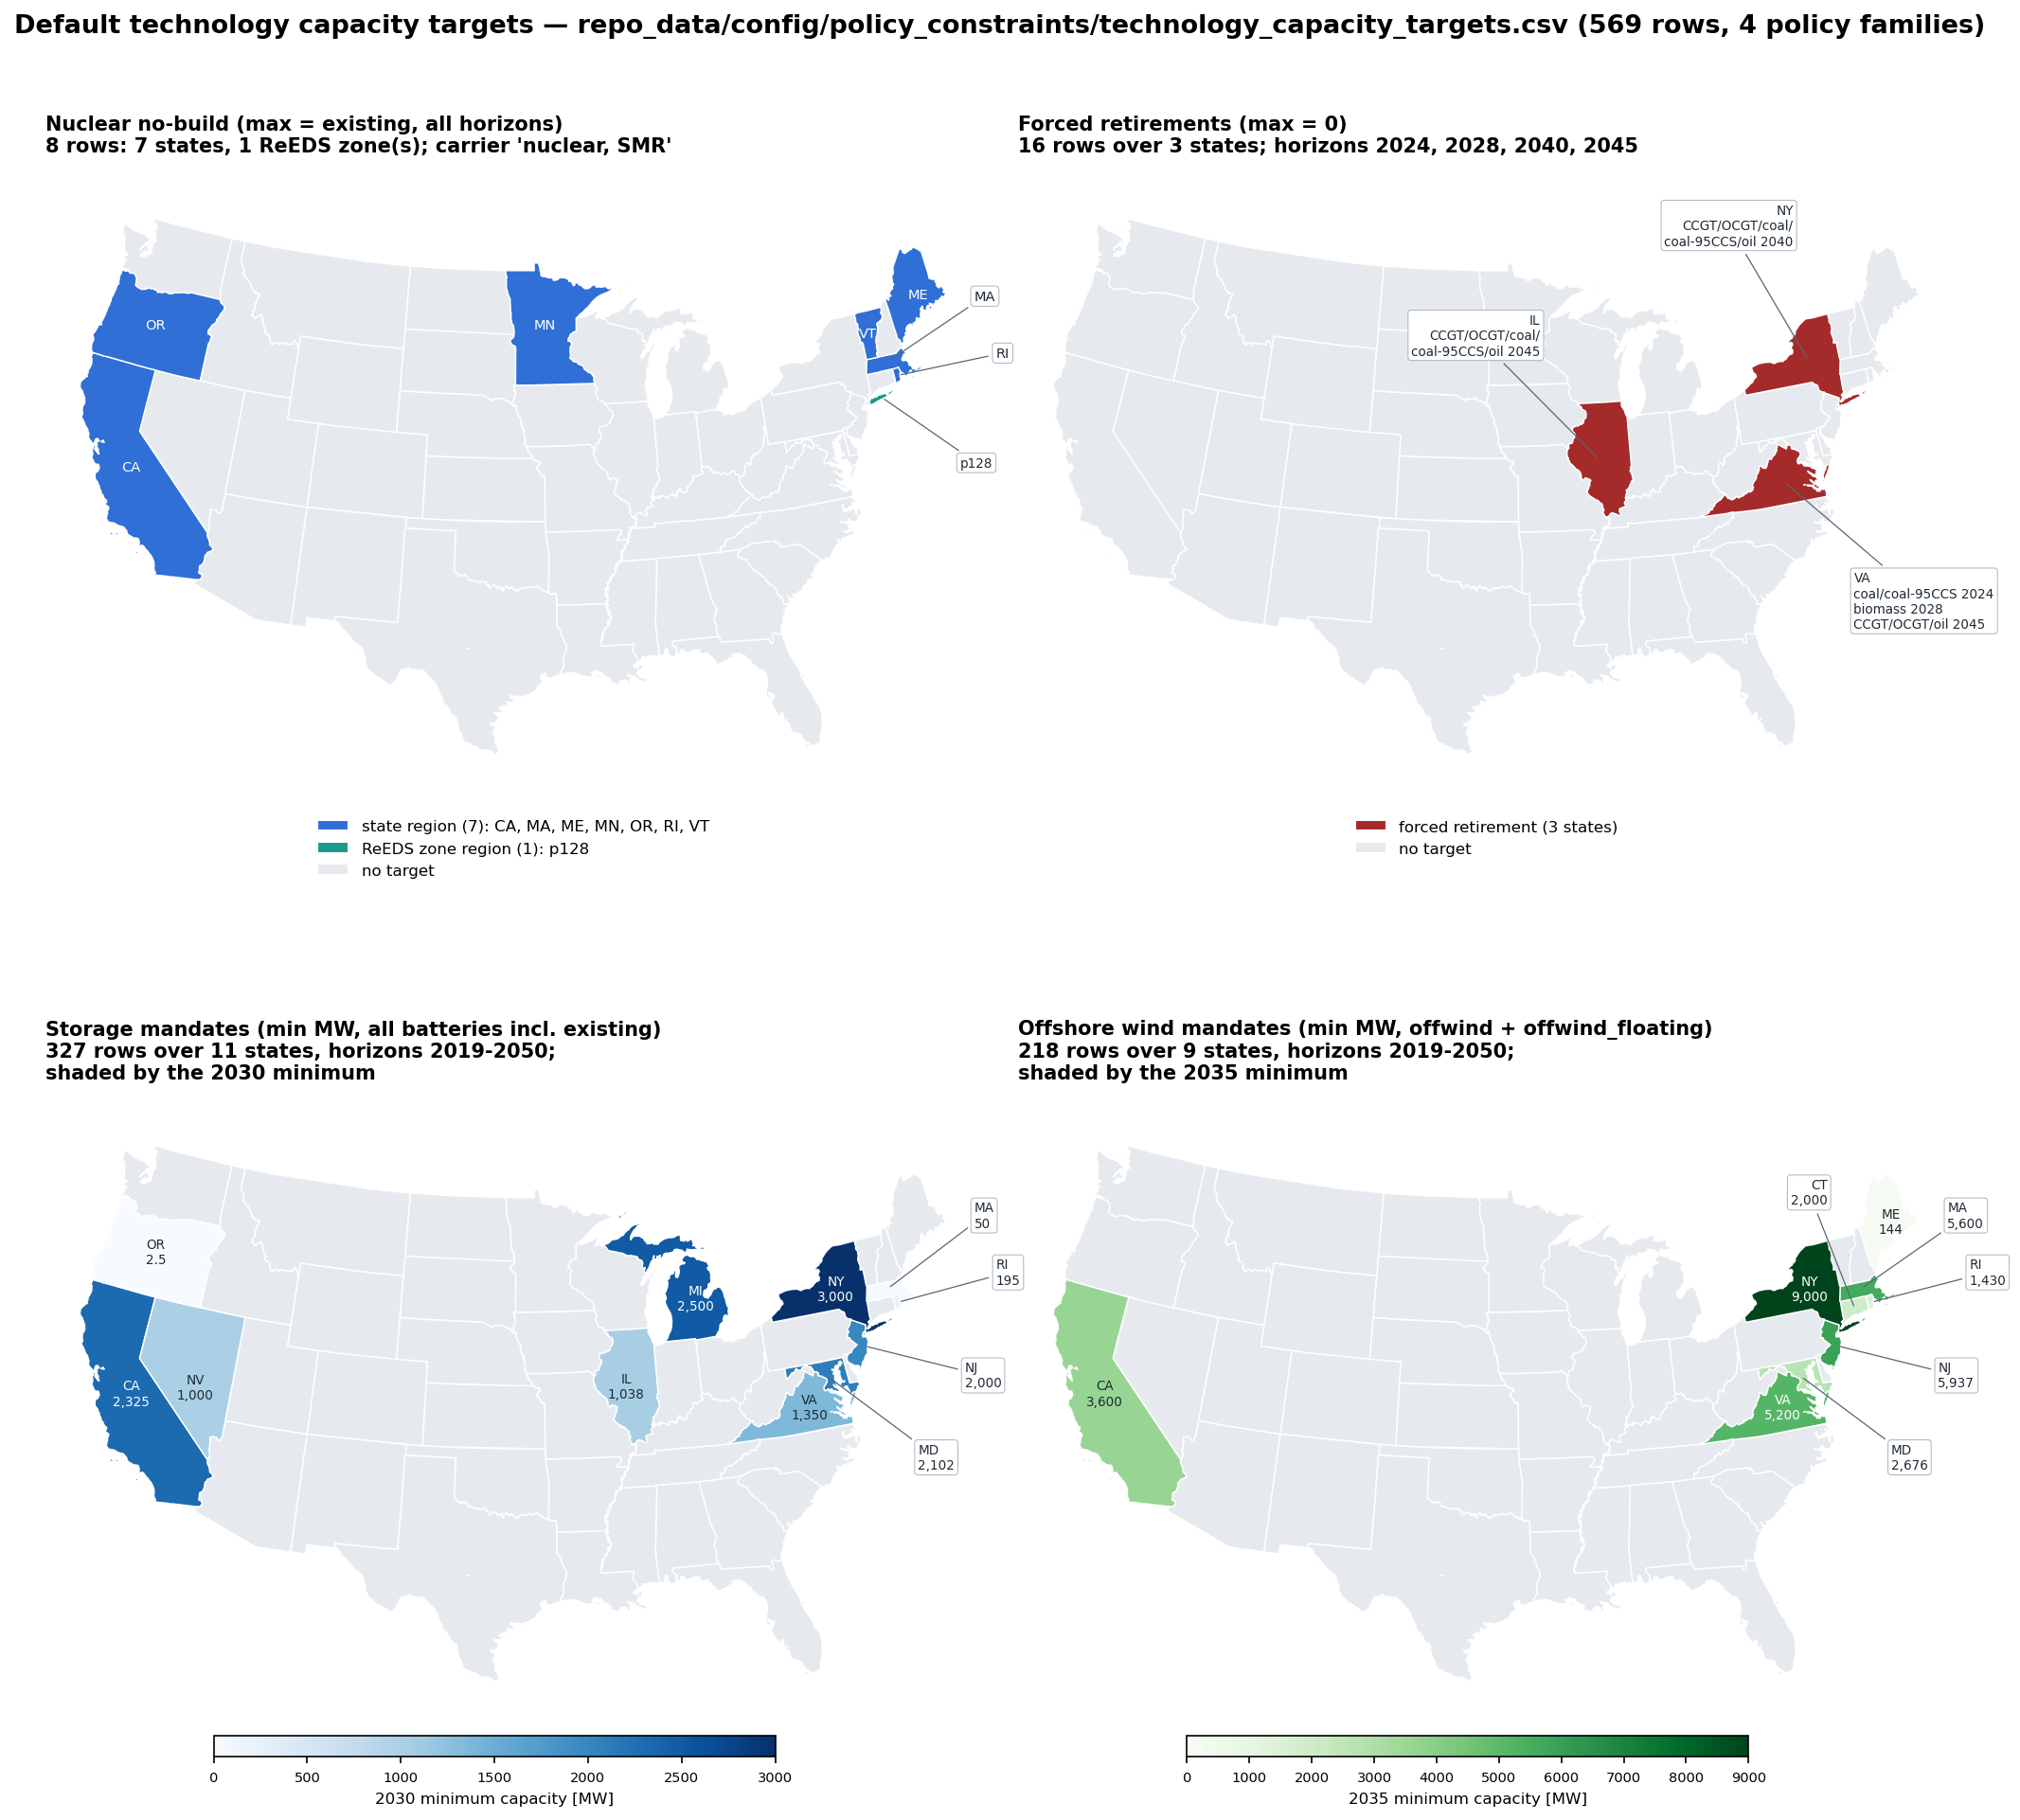 Default technology capacity targets — repo_data/config/policy_constraints/technology_capacity_targets.csv (569 rows, 4 policy families)
Nuclear no-build (max = existing, all horizons)
8 rows: 7 states, 1 ReEDS zone(s); carrier 'nuclear, SMR'
OR
CA
MN
ME
VT
MA
RI
p128
state region (7): CA, MA, ME, MN, OR, RI, VT
ReEDS zone region (1): p128
no target
Forced retirements (max = 0)
16 rows over 3 states; horizons 2024, 2028, 2040, 2045
NY
CCGT/OCGT/coal/
coal-95CCS/oil 2040
IL
CCGT/OCGT/coal/
coal-95CCS/oil 2045
VA
coal/coal-95CCS 2024
biomass 2028
CCGT/OCGT/oil 2045
forced retirement (3 states)
no target
Storage mandates (min MW, all batteries incl. existing)
327 rows over 11 states, horizons 2019-2050;
shaded by the 2030 minimum
OR
2.5
CA
2,325
NV
1,000
IL
1,038
MI
2,500
NY
3,000
VA
1,350
MA
50
RI
195
NJ
2,000
MD
2,102
0 500 1000 1500 2000 2500 3000
2030 minimum capacity [MW]
Offshore wind mandates (min MW, offwind + offwind_floating)
218 rows over 9 states, horizons 2019-2050;
shaded by the 2035 minimum
CT
2,000
ME
144
MA
5,600
RI
1,430
NY
9,000
NJ
5,937
CA
3,600
VA
5,200
MD
2,676
0 1000 2000 3000 4000 5000 6000 7000 8000 9000
2035 minimum capacity [MW]